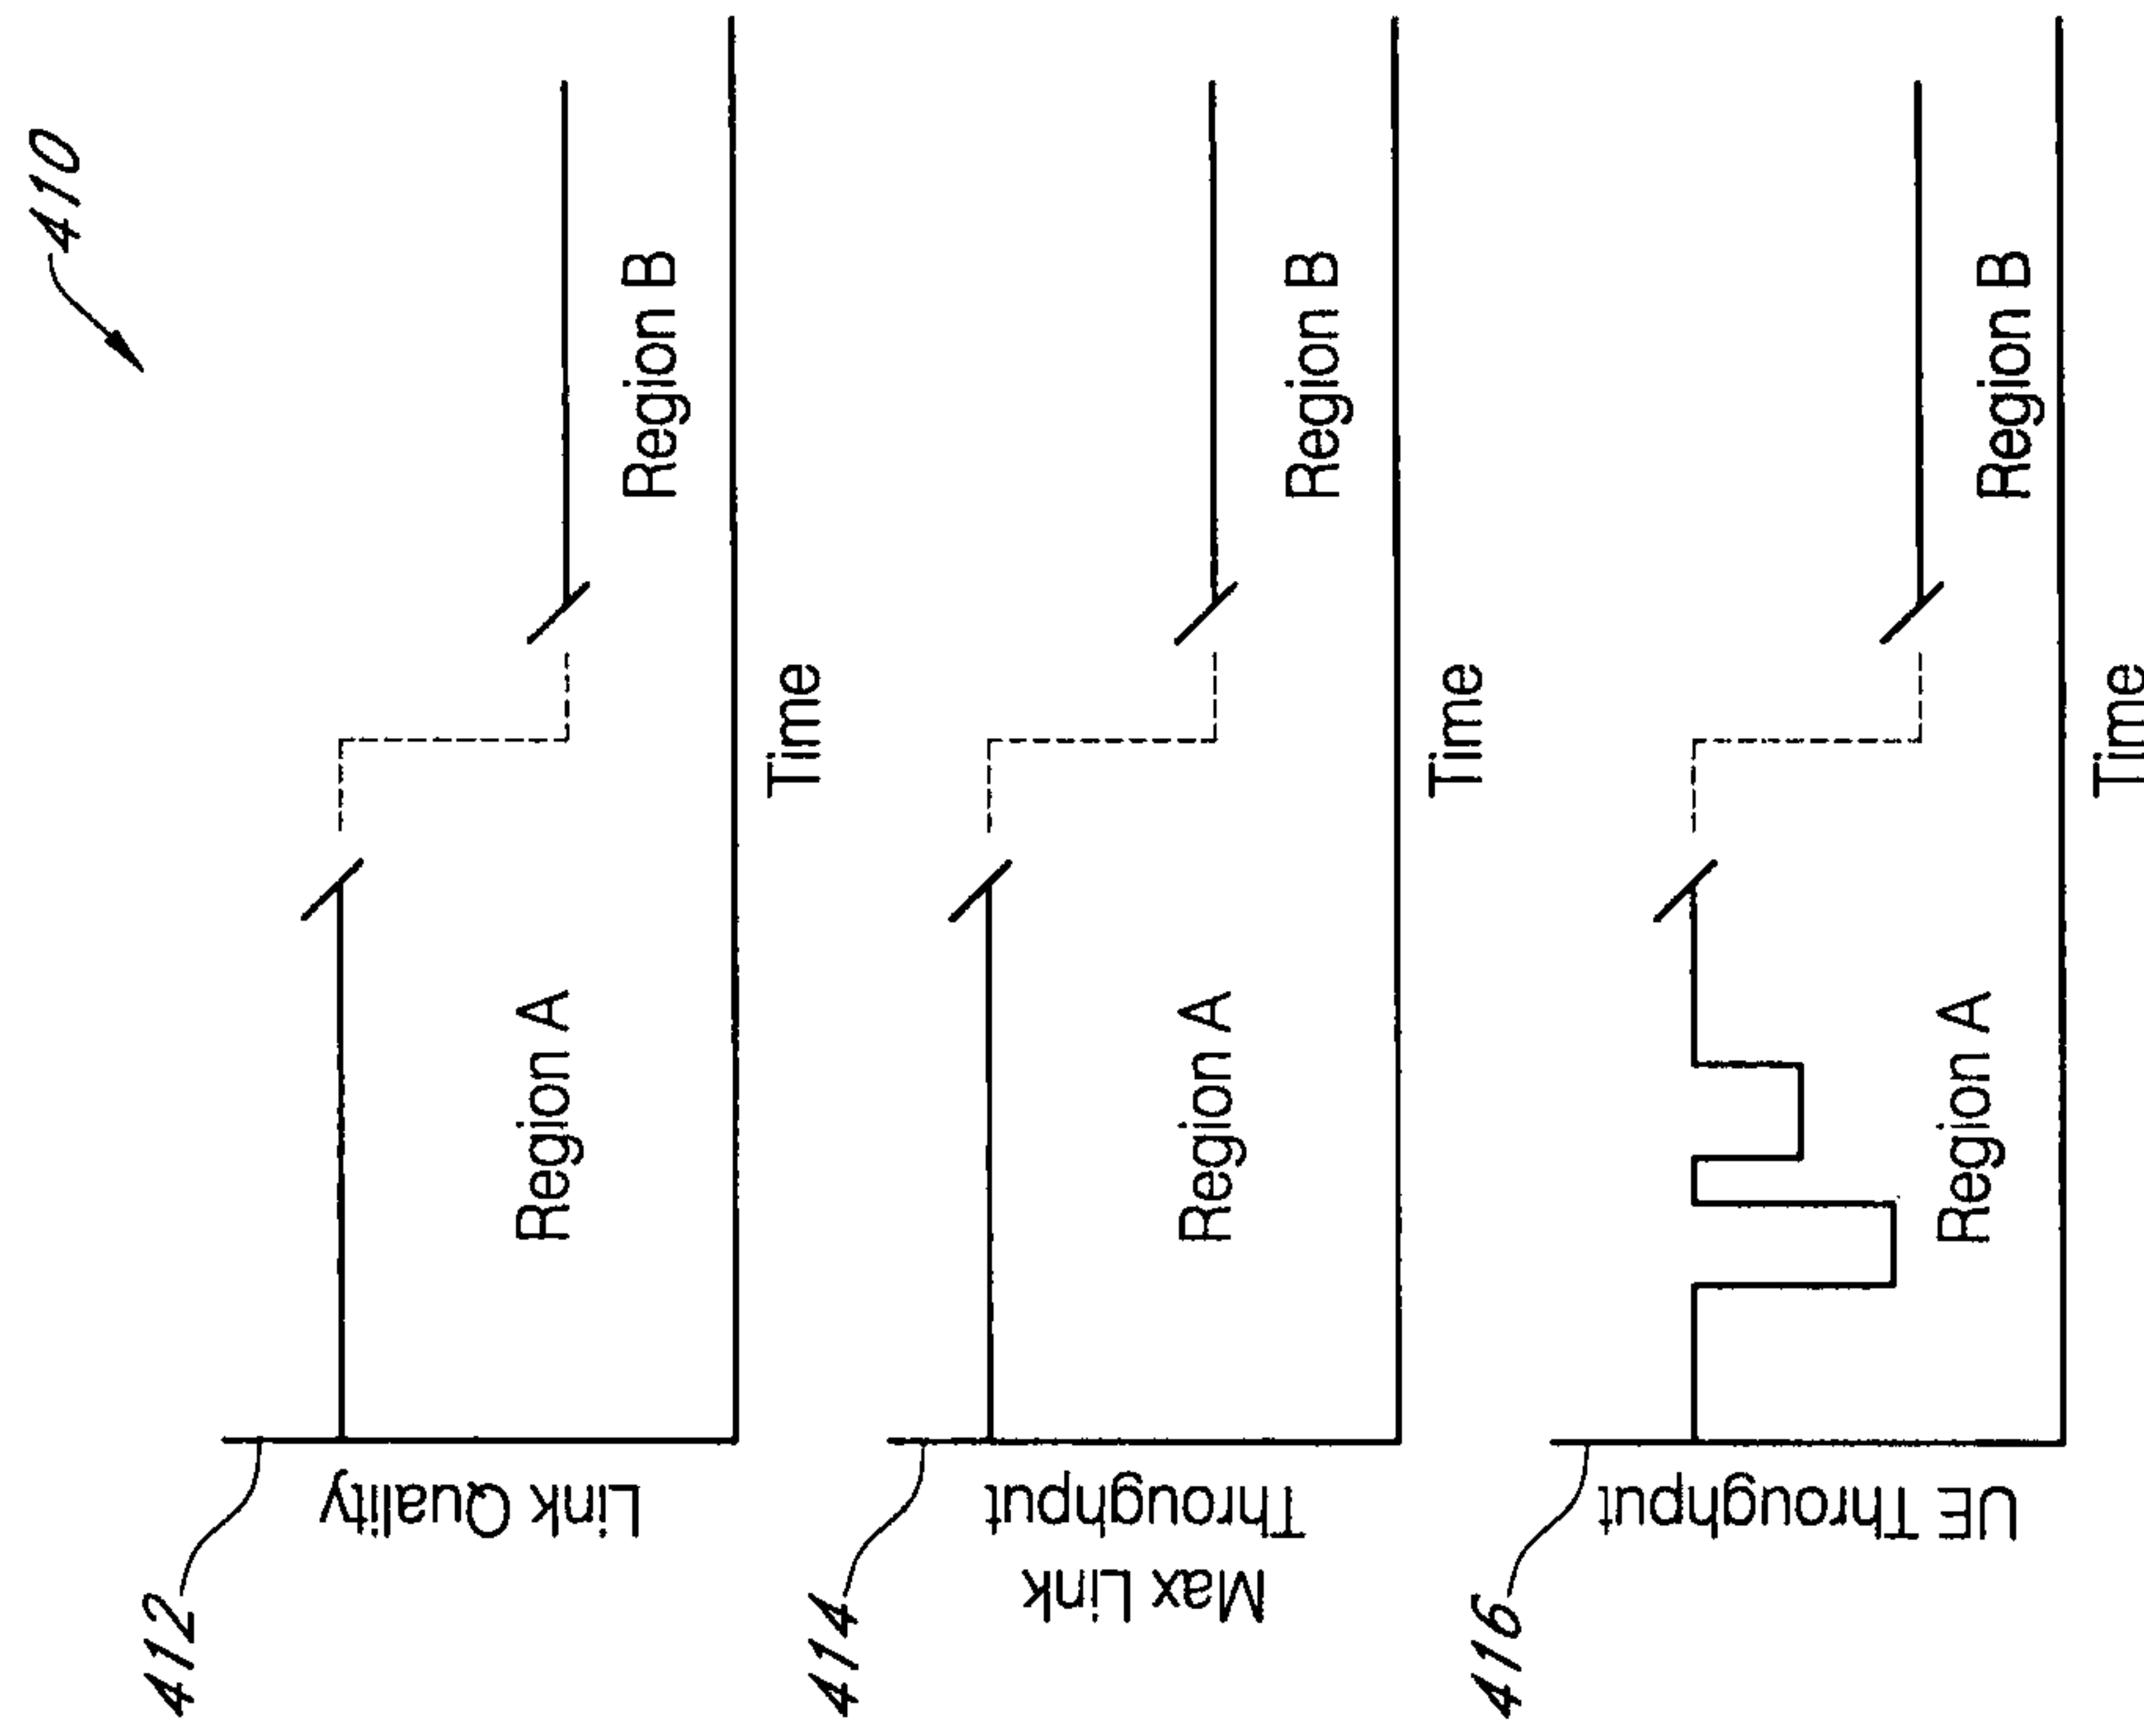 410
412
Link Quality
Region A
Region B
Time
414
Max Link
Throughput
Region A
Region B
Time
416
UE Throughput
Region A
Region B
Time